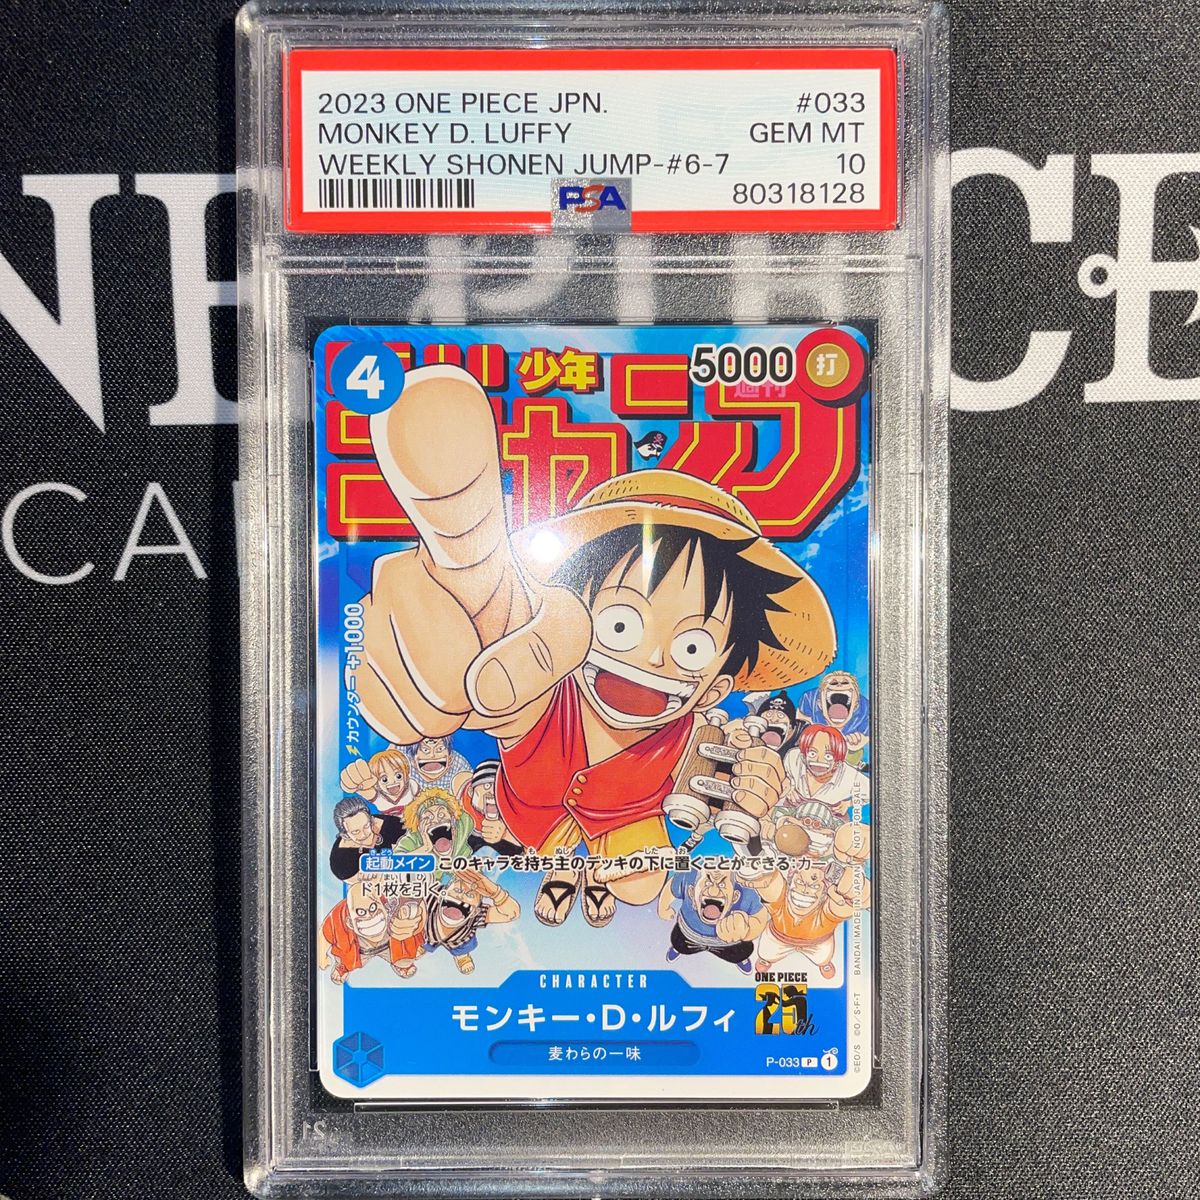 2023 ONE PIECE JPN. #033
MONKEY D. LUFFY GEM MT
WEEKLY SHONEN JUMP-#6-7 10
PSA 80318128
4
少年
5000
打
週刊
ジャンプ
カウンター+1000
起動メイン このキャラを持ち主のデッキの下に置くことができる:カー
ド1枚を引く。
CHARACTER
モンキー・D・ルフィ
麦わらの一味
ONE PIECE
25th
P-033 P 1
©E.O/S ©O/S・F・T BANDAI MADE IN JAPAN NOT FOR SALE